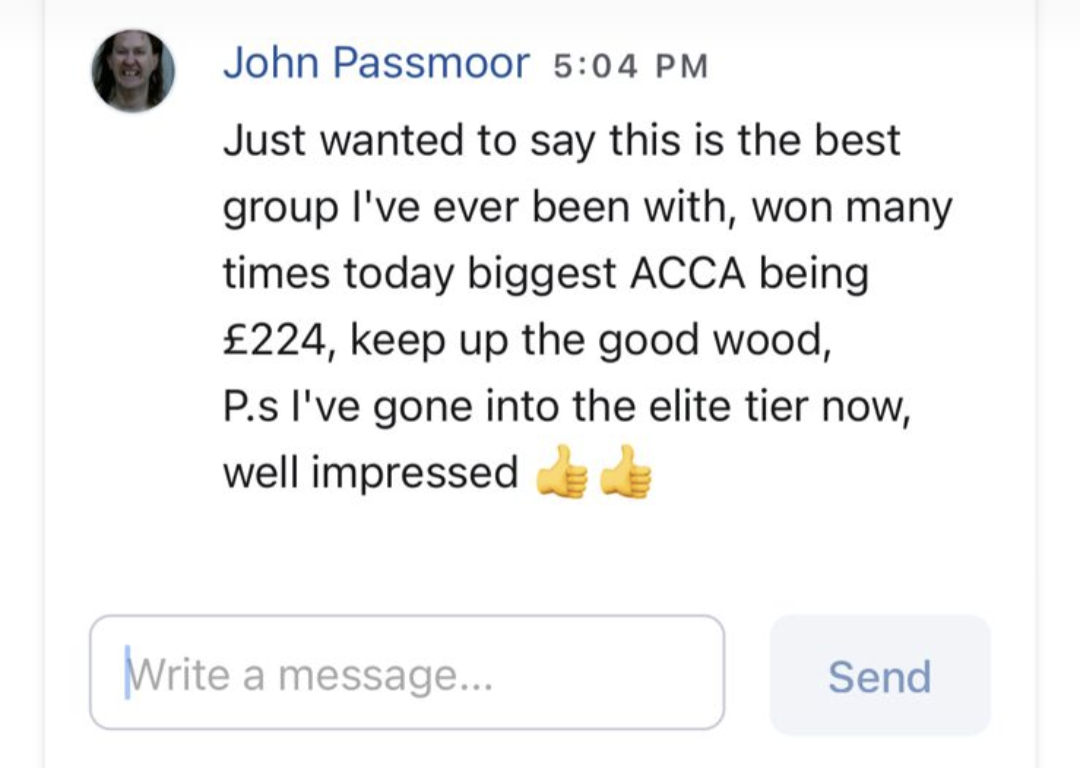 John Passmoor 5:04 PM
Just wanted to say this is the best
group I've ever been with, won many
times today biggest ACCA being
£224, keep up the good wood,
P.s I've gone into the elite tier now,
well impressed 👍👍
Write a message...
Send